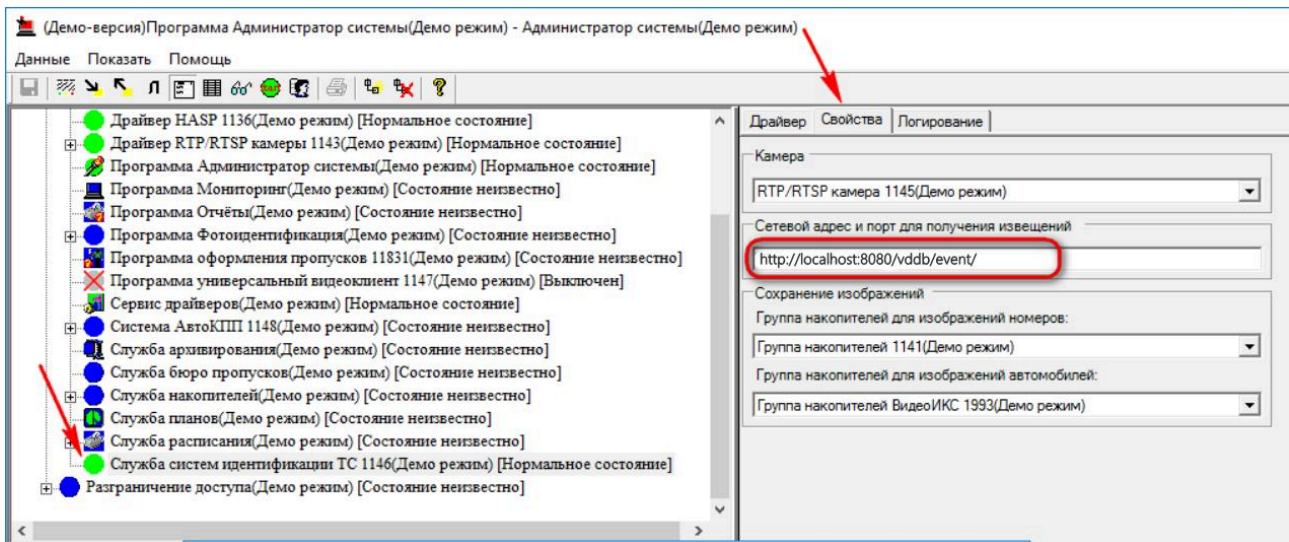 (Демо-версия)Программа Администратор системы(Демо режим) - Администратор системы(Демо режим)
Данные Показать Помощь
Драйвер HASP 1136(Демо режим) [Нормальное состояние]
Драйвер RTP/RTSP камеры 1143(Демо режим) [Нормальное состояние]
Программа Администратор системы(Демо режим) [Нормальное состояние]
Программа Мониторинг(Демо режим) [Состояние неизвестно]
Программа Отчёты(Демо режим) [Состояние неизвестно]
Программа Фотоидентификация(Демо режим) [Состояние неизвестно]
Программа оформления пропусков 11831(Демо режим) [Состояние неизвестно]
Программа универсальный видеоклиент 1147(Демо режим) [Выключен]
Сервис драйверов(Демо режим) [Нормальное состояние]
Система АвтоКПП 1148(Демо режим) [Состояние неизвестно]
Служба архивирования(Демо режим) [Состояние неизвестно]
Служба бюро пропусков(Демо режим) [Состояние неизвестно]
Служба накопителей(Демо режим) [Состояние неизвестно]
Служба планов(Демо режим) [Состояние неизвестно]
Служба расписания(Демо режим) [Состояние неизвестно]
Служба систем идентификации ТС 1146(Демо режим) [Нормальное состояние]
Разграничение доступа(Демо режим) [Состояние неизвестно]
Драйвер Свойства Логирование
Камера
RTP/RTSP камера 1145(Демо режим)
Сетевой адрес и порт для получения извещений
http://localhost:8080/vddb/event/
Сохранение изображений
Группа накопителей для изображений номеров:
Группа накопителей 1141(Демо режим)
Группа накопителей для изображений автомобилей:
Группа накопителей ВидеоИКС 1993(Демо режим)